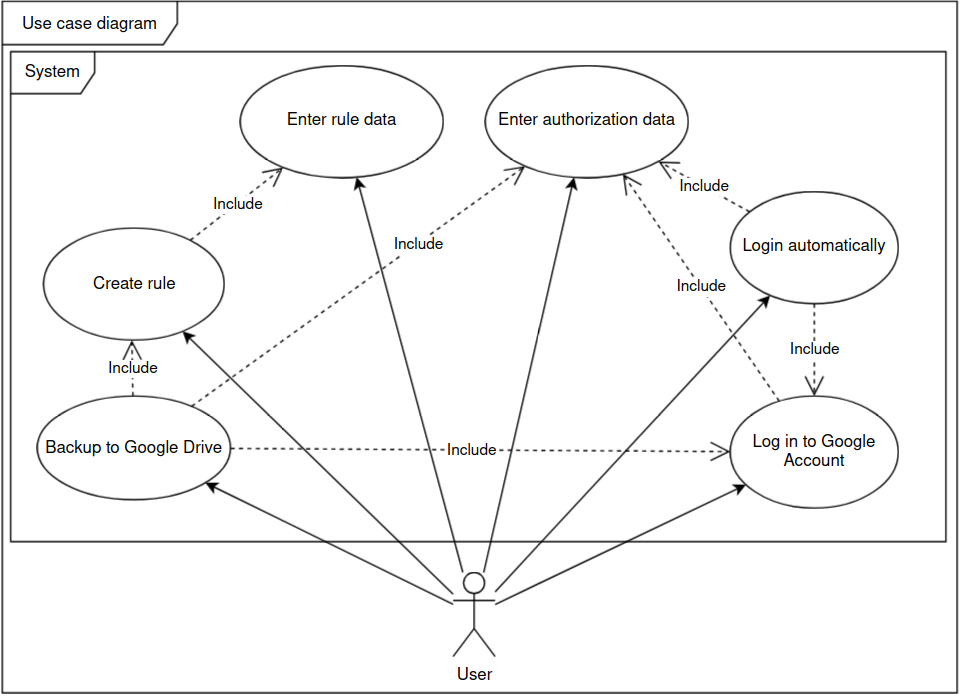 Use case diagram
System
Enter rule data
Enter authorization data
Include
Include
Include
Login automatically
Create rule
Include
Include
Include
Backup to Google Drive
Include
Log in to Google
Account
User